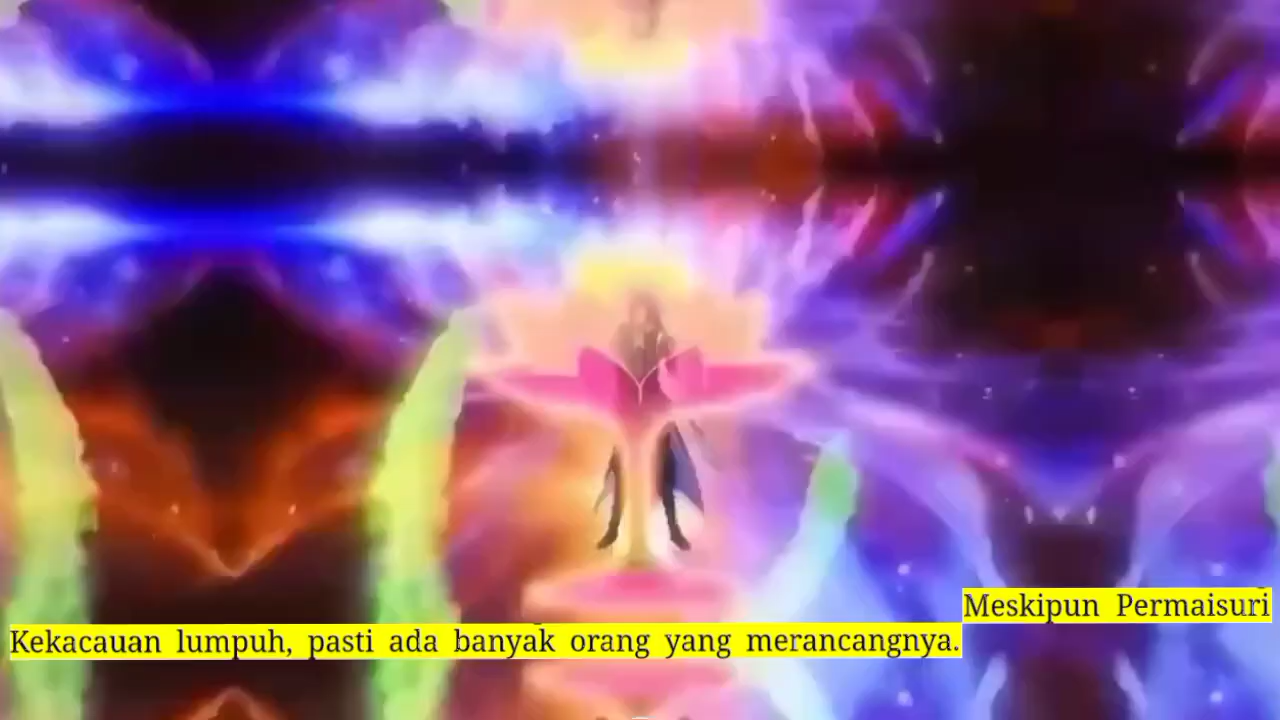 Meskipun Permaisuri
Kekacauan lumpuh, pasti ada banyak orang yang merancangnya.